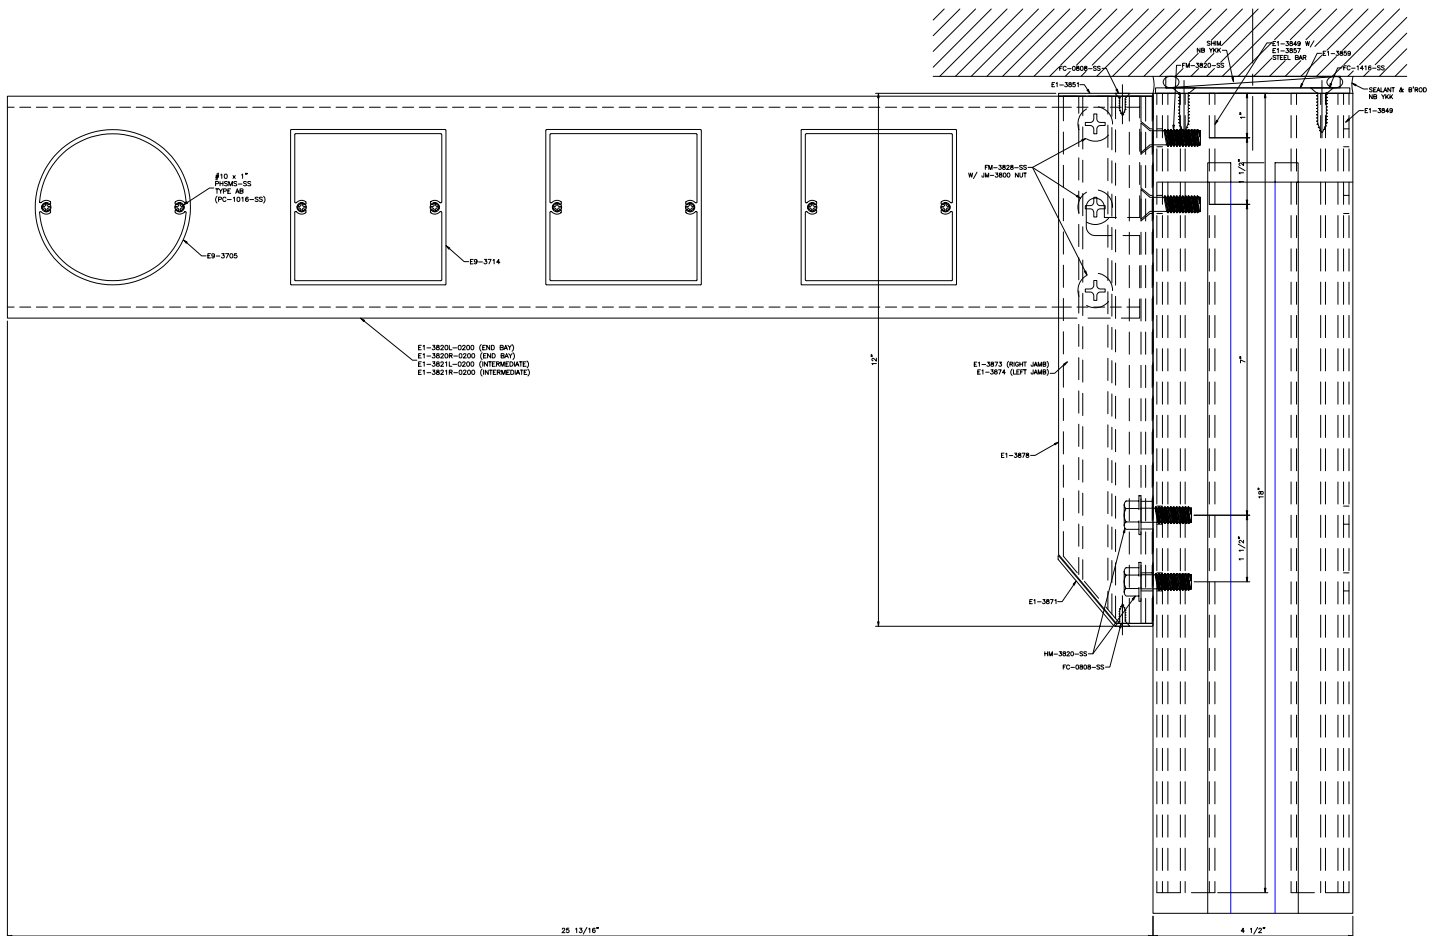 SHIM
NB YKK
E1-3849 W/
E1-3857
STEEL BAR
E1-3859
FM-3820-SS
FC-1416-SS
FC-0808-SS
E1-3851
SEALANT & B'ROD
NB YKK
E1-3849
1"
#10 x 1"
PHSMS-SS
TYPE AB
(PC-1016-SS)
FM-3828-SS
W/ JM-3800 NUT
1 1/2"
E9-3705
E9-3714
E1-3820L-0200 (END BAY)
E1-3820R-0200 (END BAY)
E1-3821L-0200 (INTERMEDIATE)
E1-3821R-0200 (INTERMEDIATE)
12"
E1-3873 (RIGHT JAMB)
E1-3874 (LEFT JAMB)
7"
E1-3878
18"
1 1/2"
E1-3871
HM-3820-SS
FC-0808-SS
25 13/16"
4 1/2"